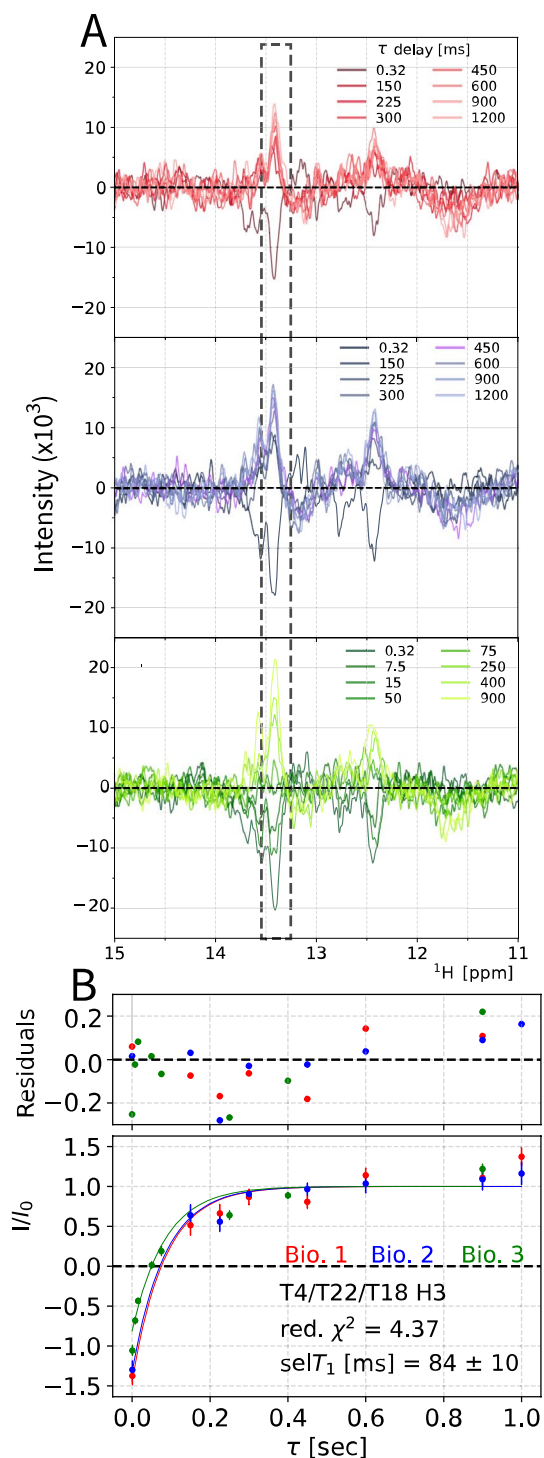 A
τ delay [ms]
0.32 450
150 600
225 900
300 1200
20
10
0
−10
−20
0.32 450
150 600
225 900
300 1200
20
10
0
−10
−20
Intensity (x10³)
0.32 75
7.5 250
15 400
50 900
20
10
0
−10
−20
15 14 13 12 11
¹H [ppm]
B
Residuals
0.2
0.0
−0.2
I/I₀
1.5
1.0
0.5
0.0
−0.5
−1.0
−1.5
Bio. 1 Bio. 2 Bio. 3
T4/T22/T18 H3
red. χ² = 4.37
selT₁ [ms] = 84 ± 10
0.0 0.2 0.4 0.6 0.8 1.0
τ [sec]